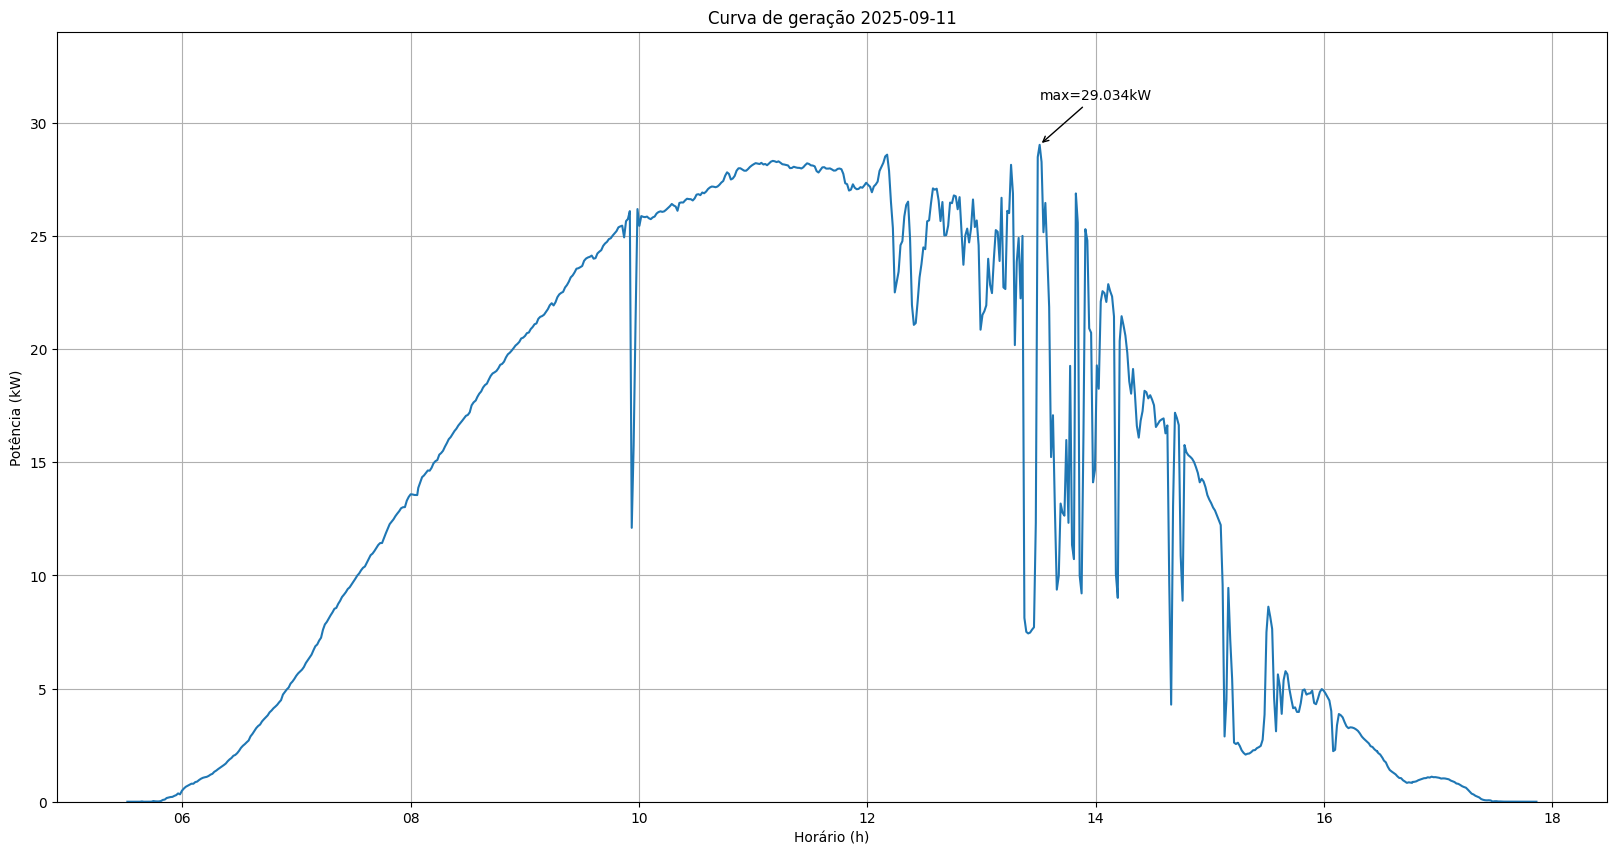 Curva de geração 2025-09-11
max=29.034kW
Potência (kW)
30
25
20
15
10
5
0
06 08 10 12 14 16 18
Horário (h)